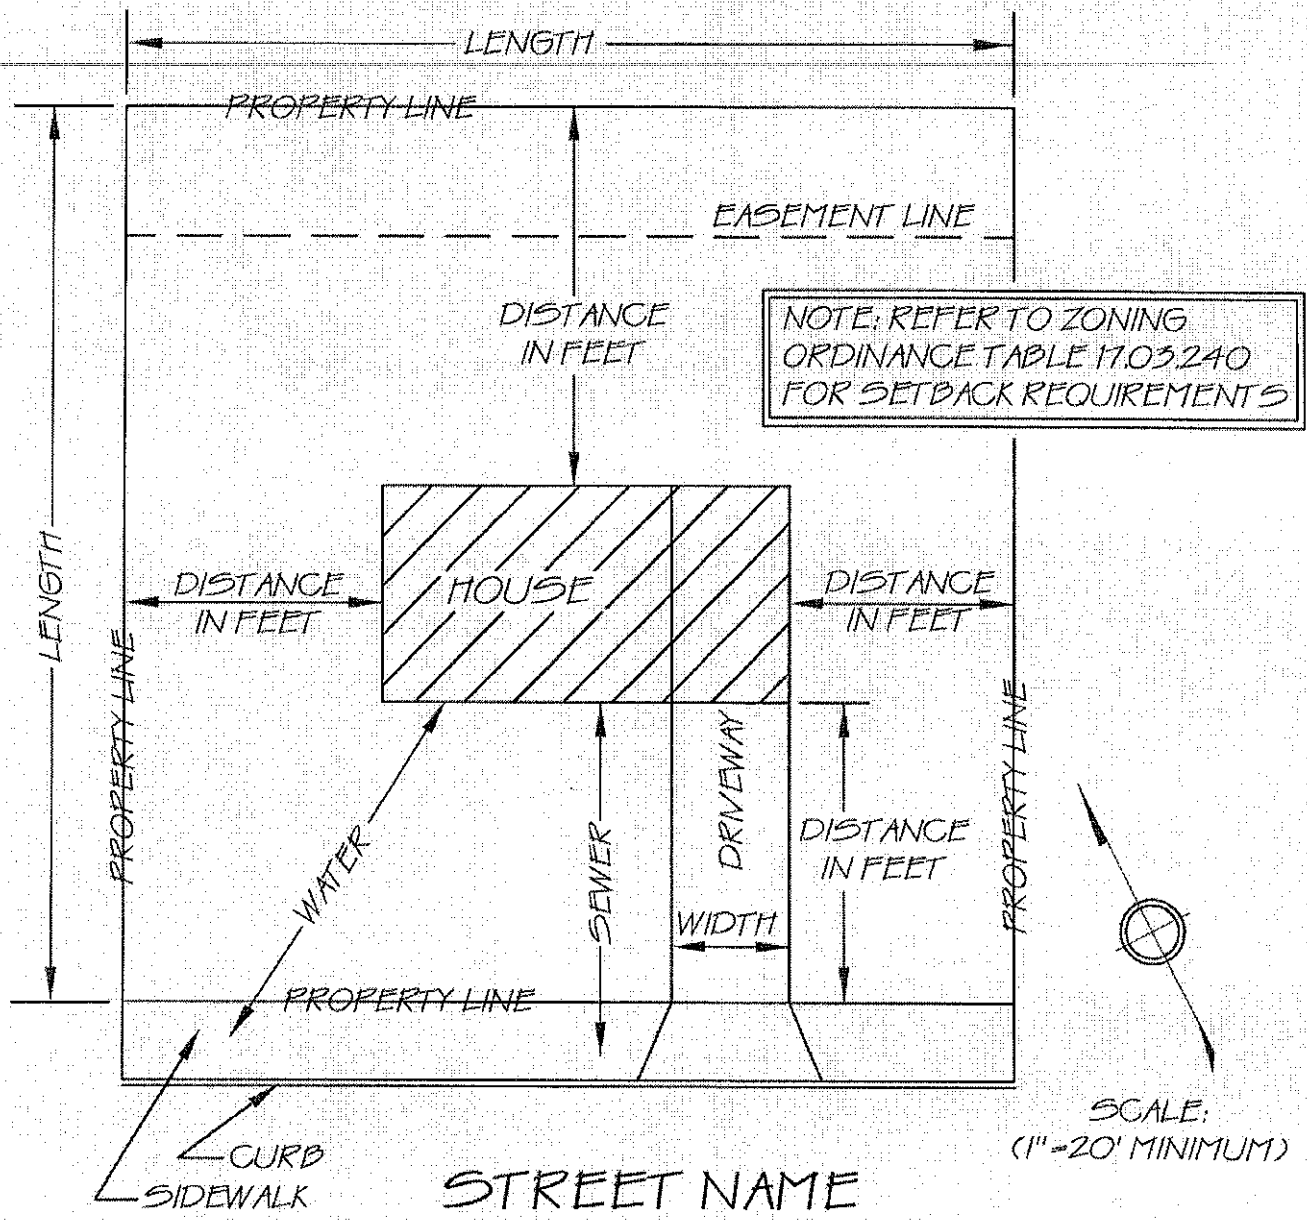 LENGTH
PROPERTY LINE
EASEMENT LINE
DISTANCE
IN FEET
NOTE: REFER TO ZONING
ORDINANCE TABLE 17.03.240
FOR SETBACK REQUIREMENTS
LENGTH
DISTANCE
IN FEET
HOUSE
DISTANCE
IN FEET
PROPERTY LINE
PROPERTY LINE
WATER
SEWER
DRIVEWAY
DISTANCE
IN FEET
WIDTH
PROPERTY LINE
SCALE:
(1"=20' MINIMUM)
CURB
SIDEWALK
STREET NAME